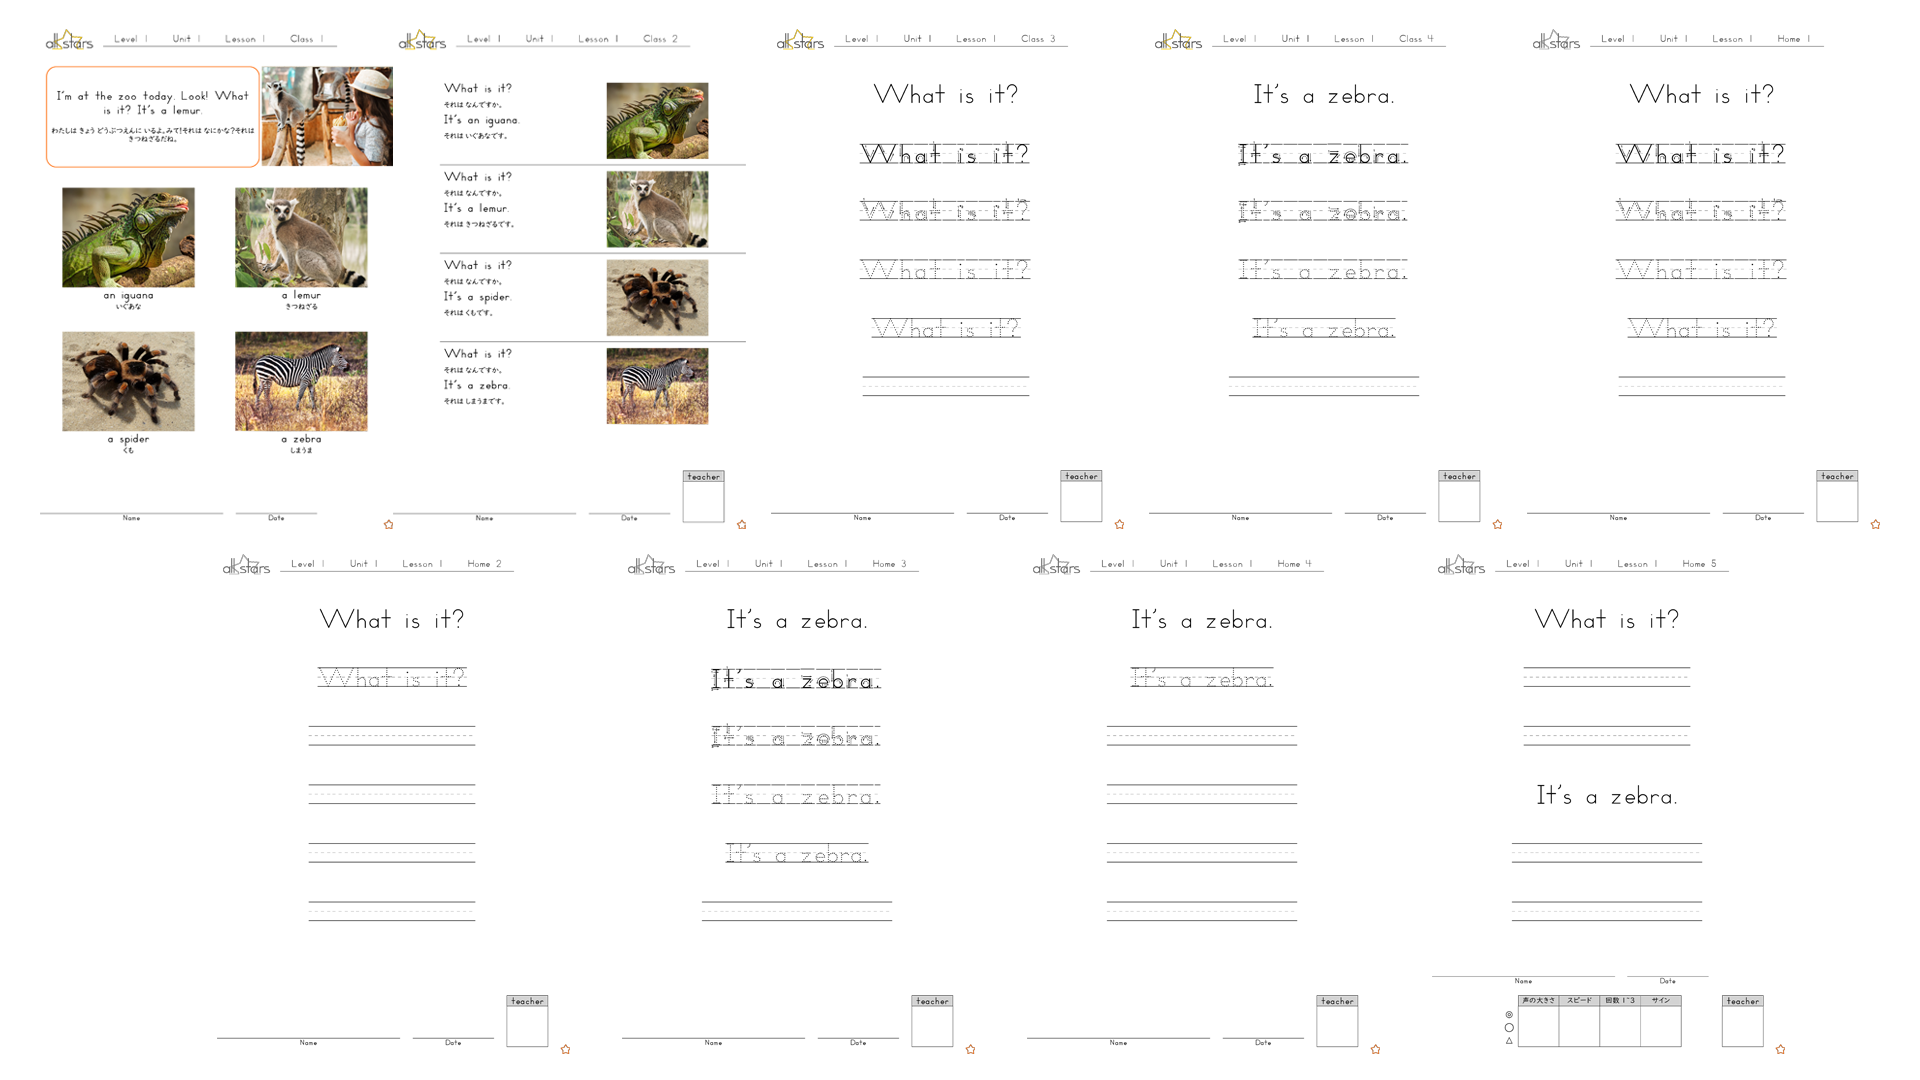 allstars Level 1 Unit 1 Lesson 1 Class 1
I'm at the zoo today. Look! What
is it? It's a lemur.
わたしは きょう どうぶつえんに いるよ。みて!それは なにかな?それは
きつねざるだね。
an iguana
いぐあな
a lemur
きつねざる
a spider
くも
a zebra
しまうま
Name Date
allstars Level 1 Unit 1 Lesson 1 Class 2
What is it?
それは なんですか。
It's an iguana.
それは いぐあなです。
What is it?
それは なんですか。
It's a lemur.
それは きつねざるです。
What is it?
それは なんですか。
It's a spider.
それは くもです。
What is it?
それは なんですか。
It's a zebra.
それは しまうまです。
teacher
Name Date
allstars Level 1 Unit 1 Lesson 1 Class 3
What is it?
What is it?
What is it?
What is it?
What is it?
teacher
Name Date
allstars Level 1 Unit 1 Lesson 1 Class 4
It's a zebra.
It's a zebra.
It's a zebra.
It's a zebra.
It's a zebra.
teacher
Name Date
allstars Level 1 Unit 1 Lesson 1 Home 1
What is it?
What is it?
What is it?
What is it?
What is it?
teacher
Name Date
allstars Level 1 Unit 1 Lesson 1 Home 2
What is it?
What is it?
teacher
Name Date
allstars Level 1 Unit 1 Lesson 1 Home 3
It's a zebra.
It's a zebra.
It's a zebra.
It's a zebra.
It's a zebra.
teacher
Name Date
allstars Level 1 Unit 1 Lesson 1 Home 4
It's a zebra.
It's a zebra.
teacher
Name Date
allstars Level 1 Unit 1 Lesson 1 Home 5
What is it?
It's a zebra.
Name Date
声の大きさ スピード 回数 1~3 サイン
◎
○
△
teacher